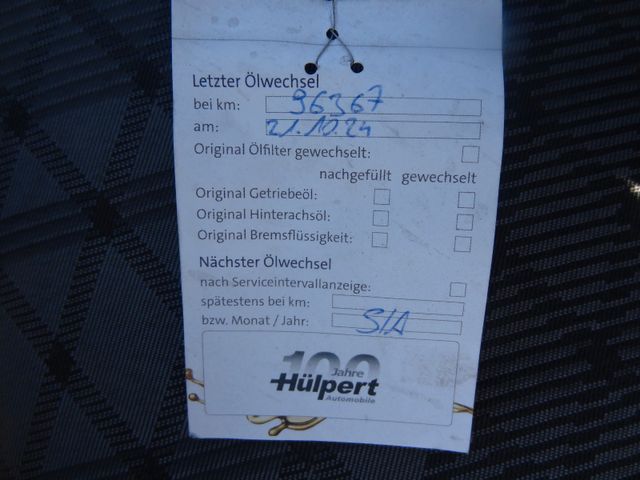 Letzter Ölwechsel
bei km: 96367
am: 21.10.24
Original Ölfilter gewechselt:
nachgefüllt gewechselt
Original Getriebeöl:
Original Hinterachsöl:
Original Bremsflüssigkeit:
Nächster Ölwechsel
nach Serviceintervallanzeige:
spätestens bei km:
bzw. Monat / Jahr: SIA
100
Jahre
Hülpert
Automobile